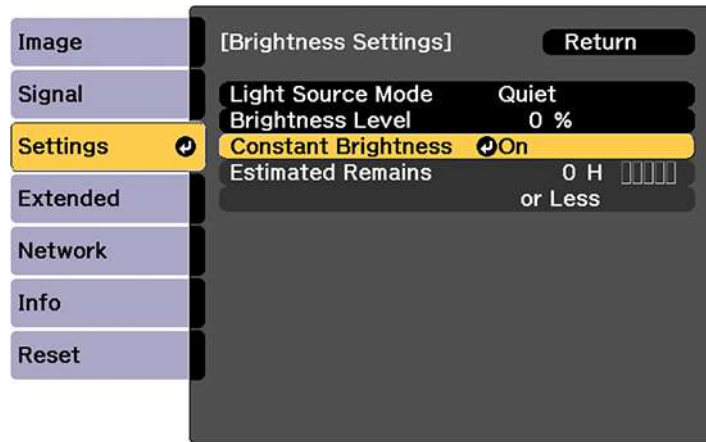 Image
Signal
Settings
Extended
Network
Info
Reset
[Brightness Settings] Return
Light Source Mode Quiet
Brightness Level 0 %
Constant Brightness On
Estimated Remains 0 H
or Less